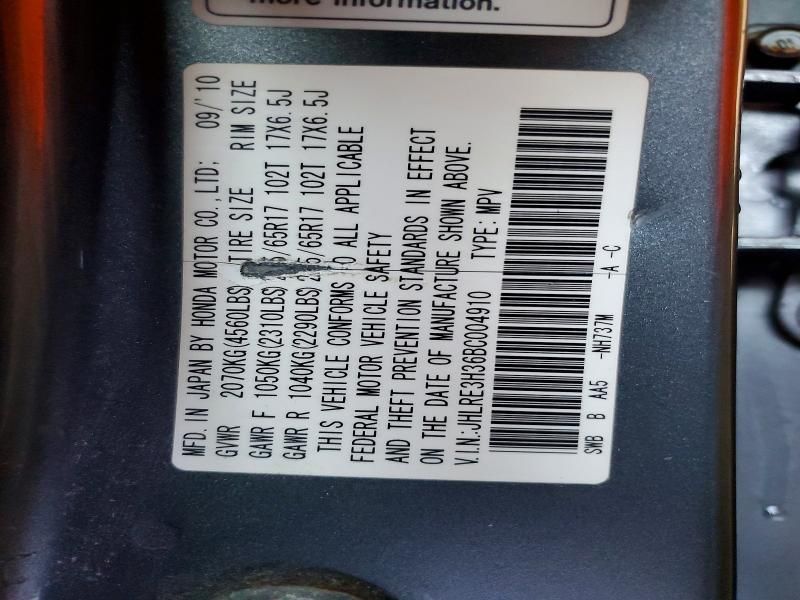 more information.
MFD. IN JAPAN BY HONDA MOTOR CO.,LTD; 09/'10
GVWR 2070KG(4560LBS) TIRE SIZE RIM SIZE
GAWR F 1050KG(2310LBS) /65R17 102T 17X6.5J
GAWR R 1040KG(2290LBS) /65R17 102T 17X6.5J
THIS VEHICLE CONFORMS TO ALL APPLICABLE
FEDERAL MOTOR VEHICLE SAFETY
AND THEFT PREVENTION STANDARDS IN EFFECT
ON THE DATE OF MANUFACTURE SHOWN ABOVE.
V.I.N.:JHLRE3H36BC004910 TYPE: MPV
SWB B AA5 -NH737M -A -C